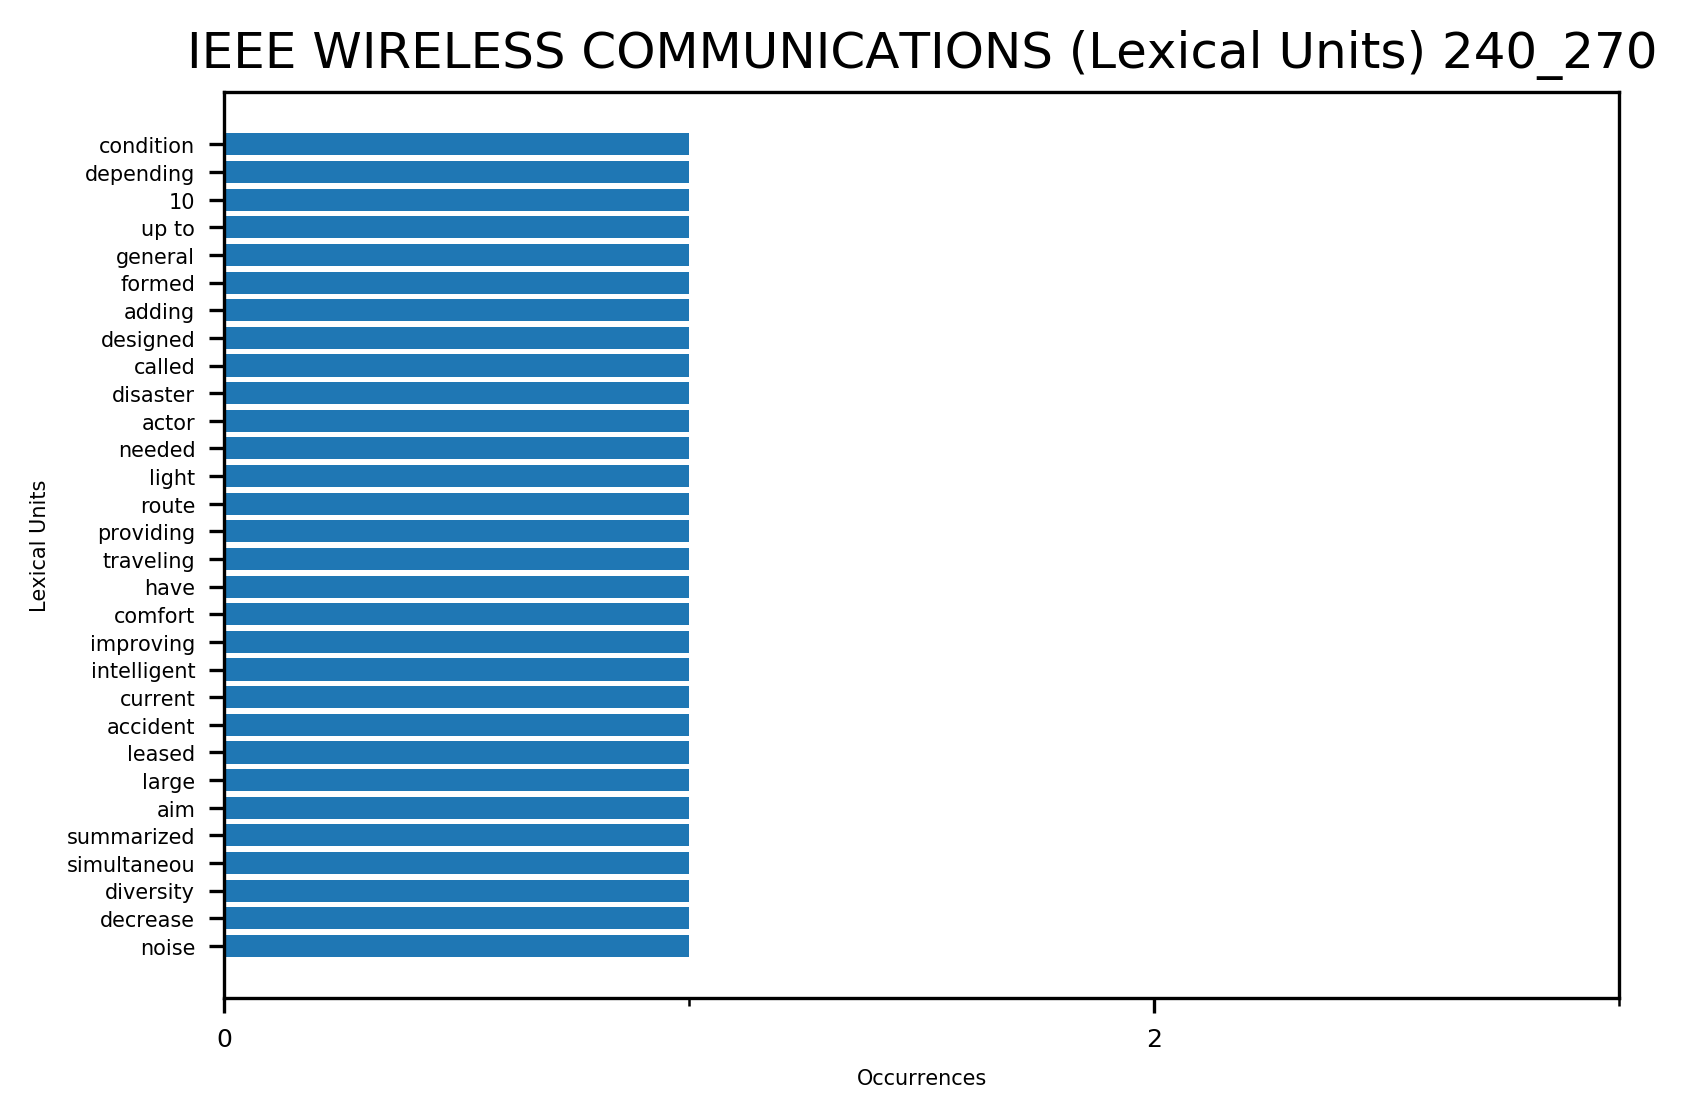 IEEE WIRELESS COMMUNICATIONS (Lexical Units) 240_270
condition
depending
10
up to
general
formed
adding
designed
called
disaster
actor
needed
light
route
providing
traveling
have
comfort
improving
intelligent
current
accident
leased
large
aim
summarized
simultaneou
diversity
decrease
noise
Lexical Units
0 2
Occurrences